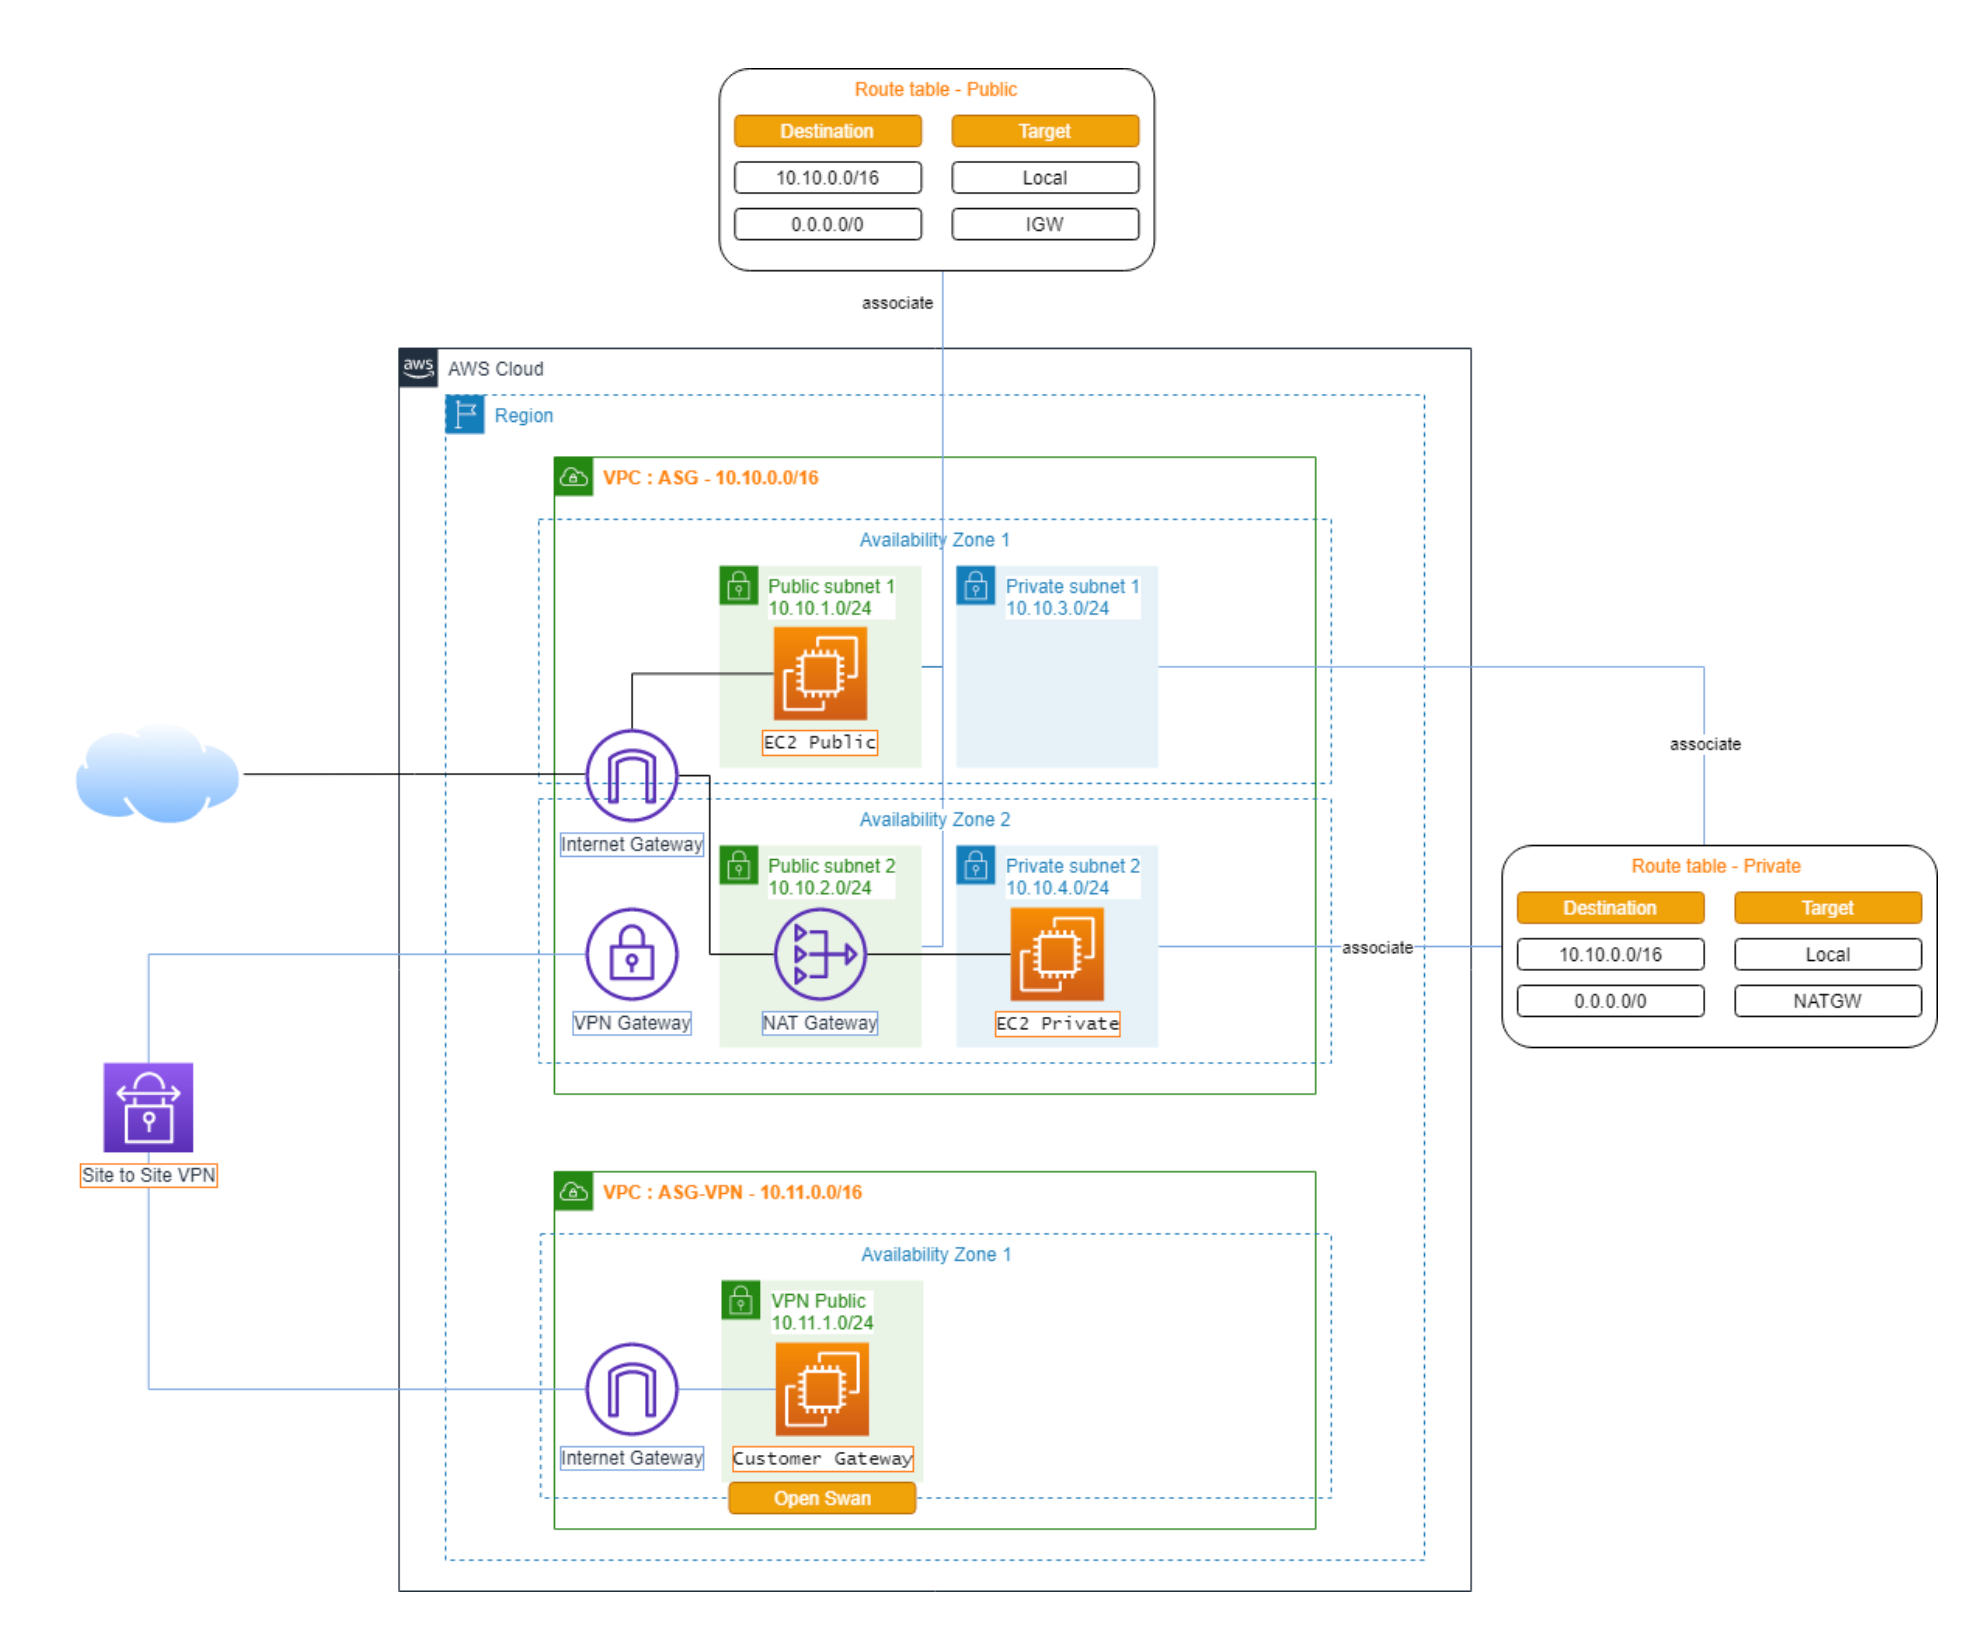 Route table - Public
Destination
Target
10.10.0.0/16
Local
0.0.0.0/0
IGW
associate
aws
AWS Cloud
Region
VPC : ASG - 10.10.0.0/16
Availability Zone 1
Public subnet 1
10.10.1.0/24
Private subnet 1
10.10.3.0/24
EC2 Public
associate
Internet Gateway
Availability Zone 2
Public subnet 2
10.10.2.0/24
Private subnet 2
10.10.4.0/24
VPN Gateway
NAT Gateway
EC2 Private
associate
Route table - Private
Destination
Target
10.10.0.0/16
Local
0.0.0.0/0
NATGW
Site to Site VPN
VPC : ASG-VPN - 10.11.0.0/16
Availability Zone 1
VPN Public
10.11.1.0/24
Internet Gateway
Customer Gateway
Open Swan